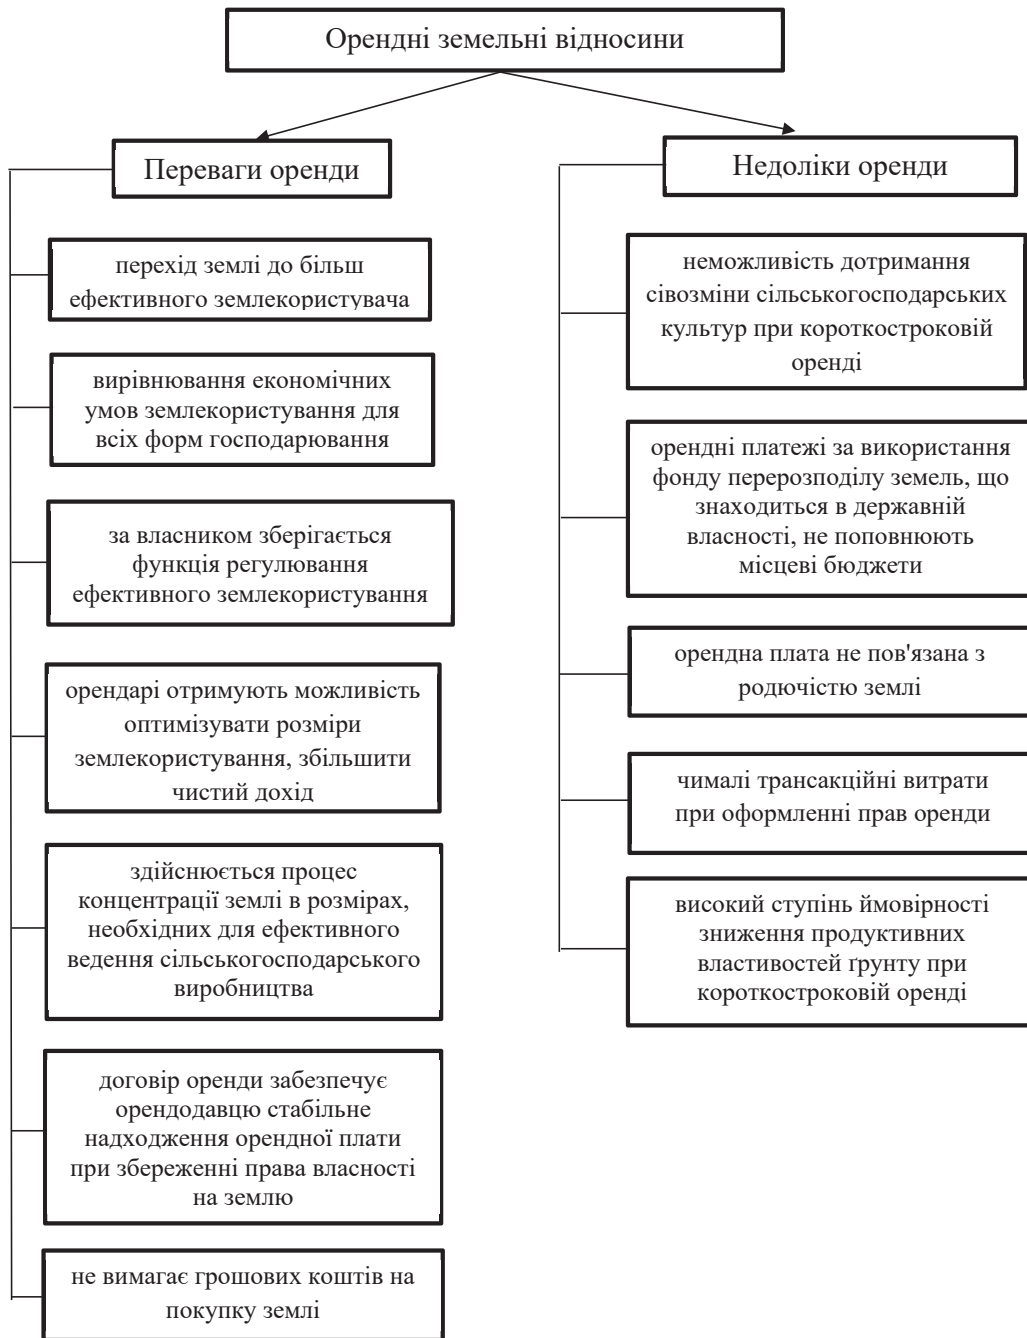 Орендні земельні відносини
Переваги оренди
перехід землі до більш
ефективного землекористувача
вирівнювання економічних
умов землекористування для
всіх форм господарювання
за власником зберігається
функція регулювання
ефективного землекористування
орендарі отримують можливість
оптимізувати розміри
землекористування, збільшити
чистий дохід
здійснюється процес
концентрації землі в розмірах,
необхідних для ефективного
ведення сільськогосподарського
виробництва
договір оренди забезпечує
орендодавцю стабільне
надходження орендної плати
при збереженні права власності
на землю
не вимагає грошових коштів на
покупку землі
Недоліки оренди
неможливість дотримання
сівозміни сільськогосподарських
культур при короткостроковій
оренді
орендні платежі за використання
фонду перерозподілу земель, що
знаходиться в державній
власності, не поповнюють
місцеві бюджети
орендна плата не пов'язана з
родючістю землі
чималі трансакційні витрати
при оформленні прав оренди
високий ступінь ймовірності
зниження продуктивних
властивостей ґрунту при
короткостроковій оренді